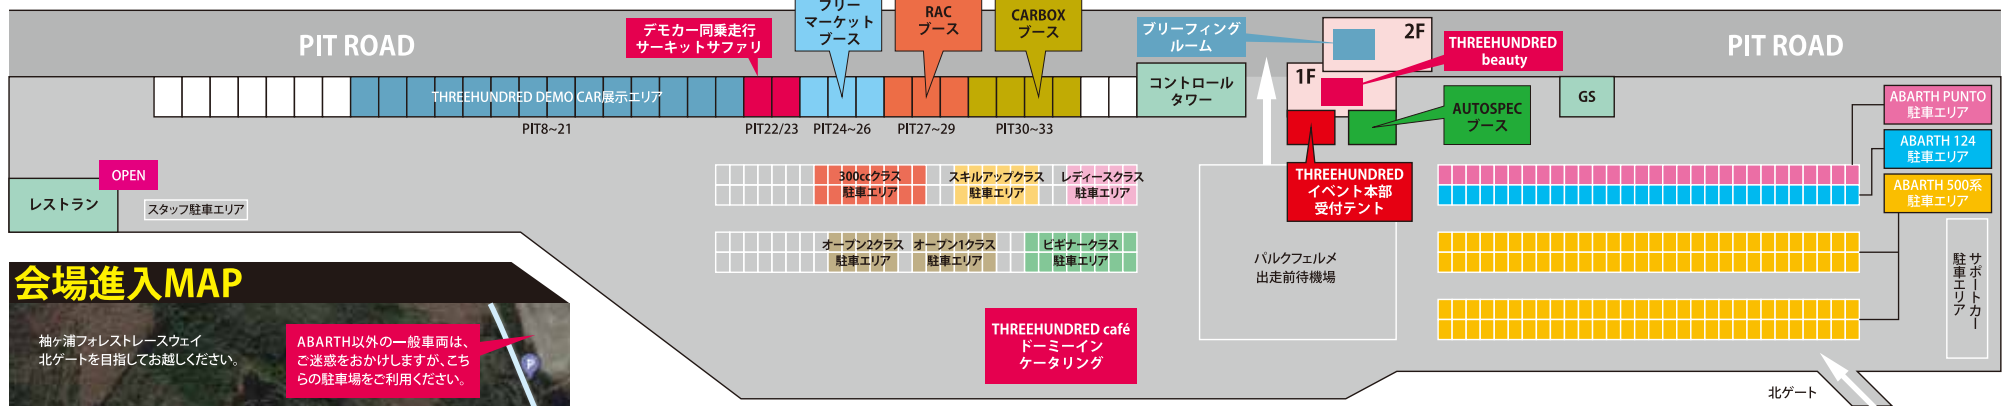 PIT ROAD
デモカー同乗走行
サーキットサファリ
フリー
マーケット
ブース
RAC
ブース
CARBOX
ブース
ブリーフィング
ルーム
2F
1F
THREEHUNDRED
beauty
PIT ROAD
THREEHUNDRED DEMO CAR展示エリア
コントロール
タワー
AUTOSPEC
ブース
GS
ABARTH PUNTO
駐車エリア
ABARTH 124
駐車エリア
ABARTH 500系
駐車エリア
PIT8~21
PIT22/23
PIT24~26
PIT27~29
PIT30~33
OPEN
レストラン
スタッフ駐車エリア
300ccクラス
駐車エリア
スキルアップクラス
駐車エリア
レディースクラス
駐車エリア
THREEHUNDRED
イベント本部
受付テント
オープン2クラス
駐車エリア
オープン1クラス
駐車エリア
ビギナークラス
駐車エリア
パルクフェルメ
出走前待機場
サポートカー
駐車エリア
THREEHUNDRED café
ドーミーイン
ケータリング
北ゲート
会場進入MAP
袖ヶ浦フォレストレースウェイ
北ゲートを目指してお越しください。
ABARTH以外の一般車両は、
ご迷惑をおかけしますが、こち
らの駐車場をご利用ください。
P